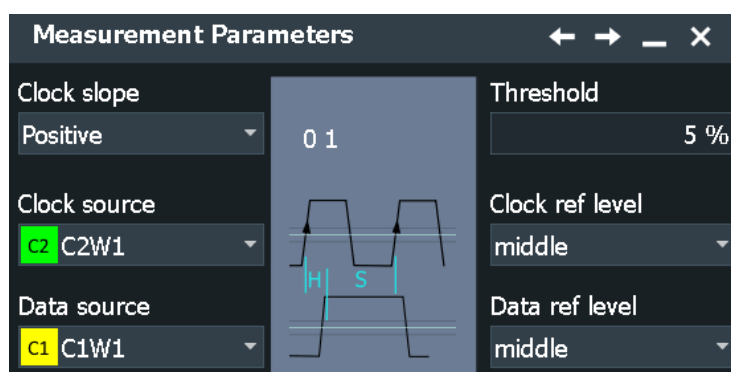 Measurement Parameters
Clock slope
Positive
Clock source
C2 C2W1
Data source
C1 C1W1
0 1
H S
Threshold
5 %
Clock ref level
middle
Data ref level
middle